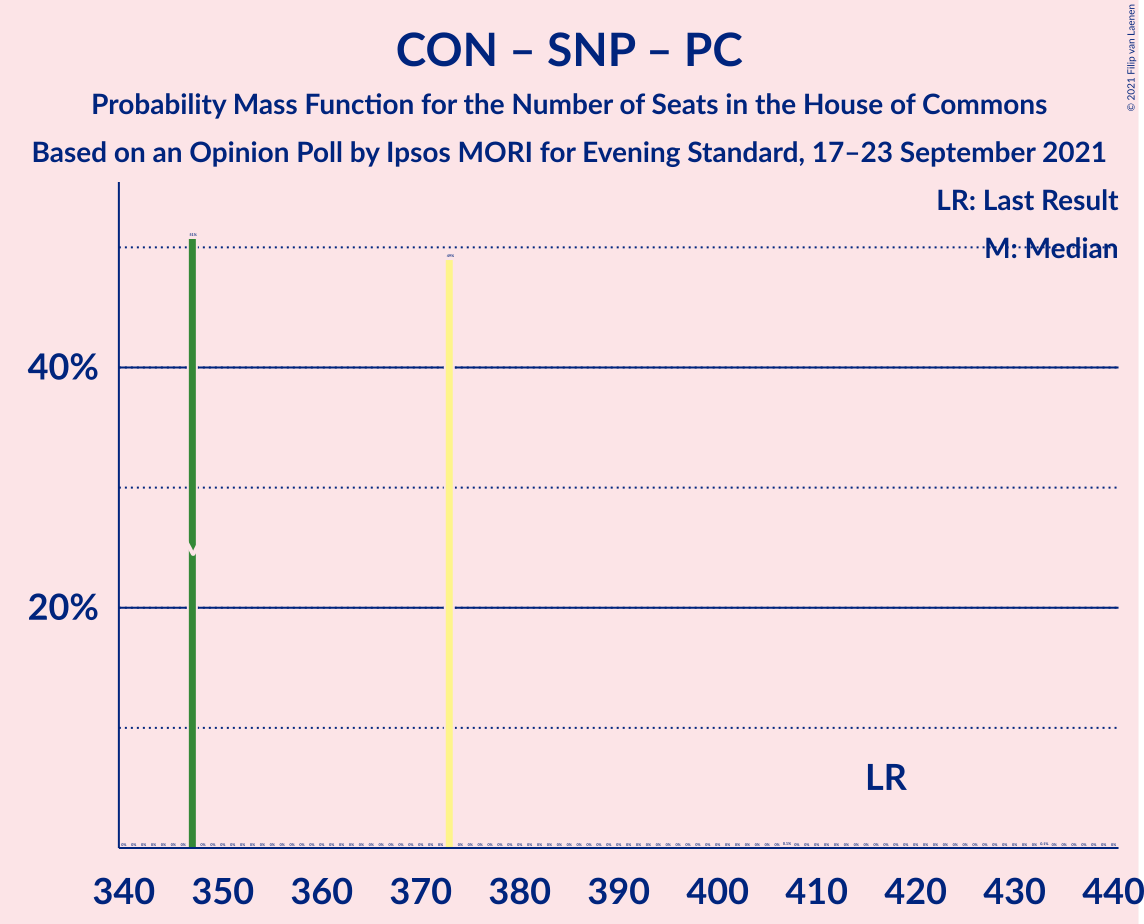 CON – SNP – PC
Probability Mass Function for the Number of Seats in the House of Commons
Based on an Opinion Poll by Ipsos MORI for Evening Standard, 17–23 September 2021
© 2021 Filip van Laenen
LR: Last Result
M: Median
51%
49%
40%
M
20%
LR
340 350 360 370 380 390 400 410 420 430 440